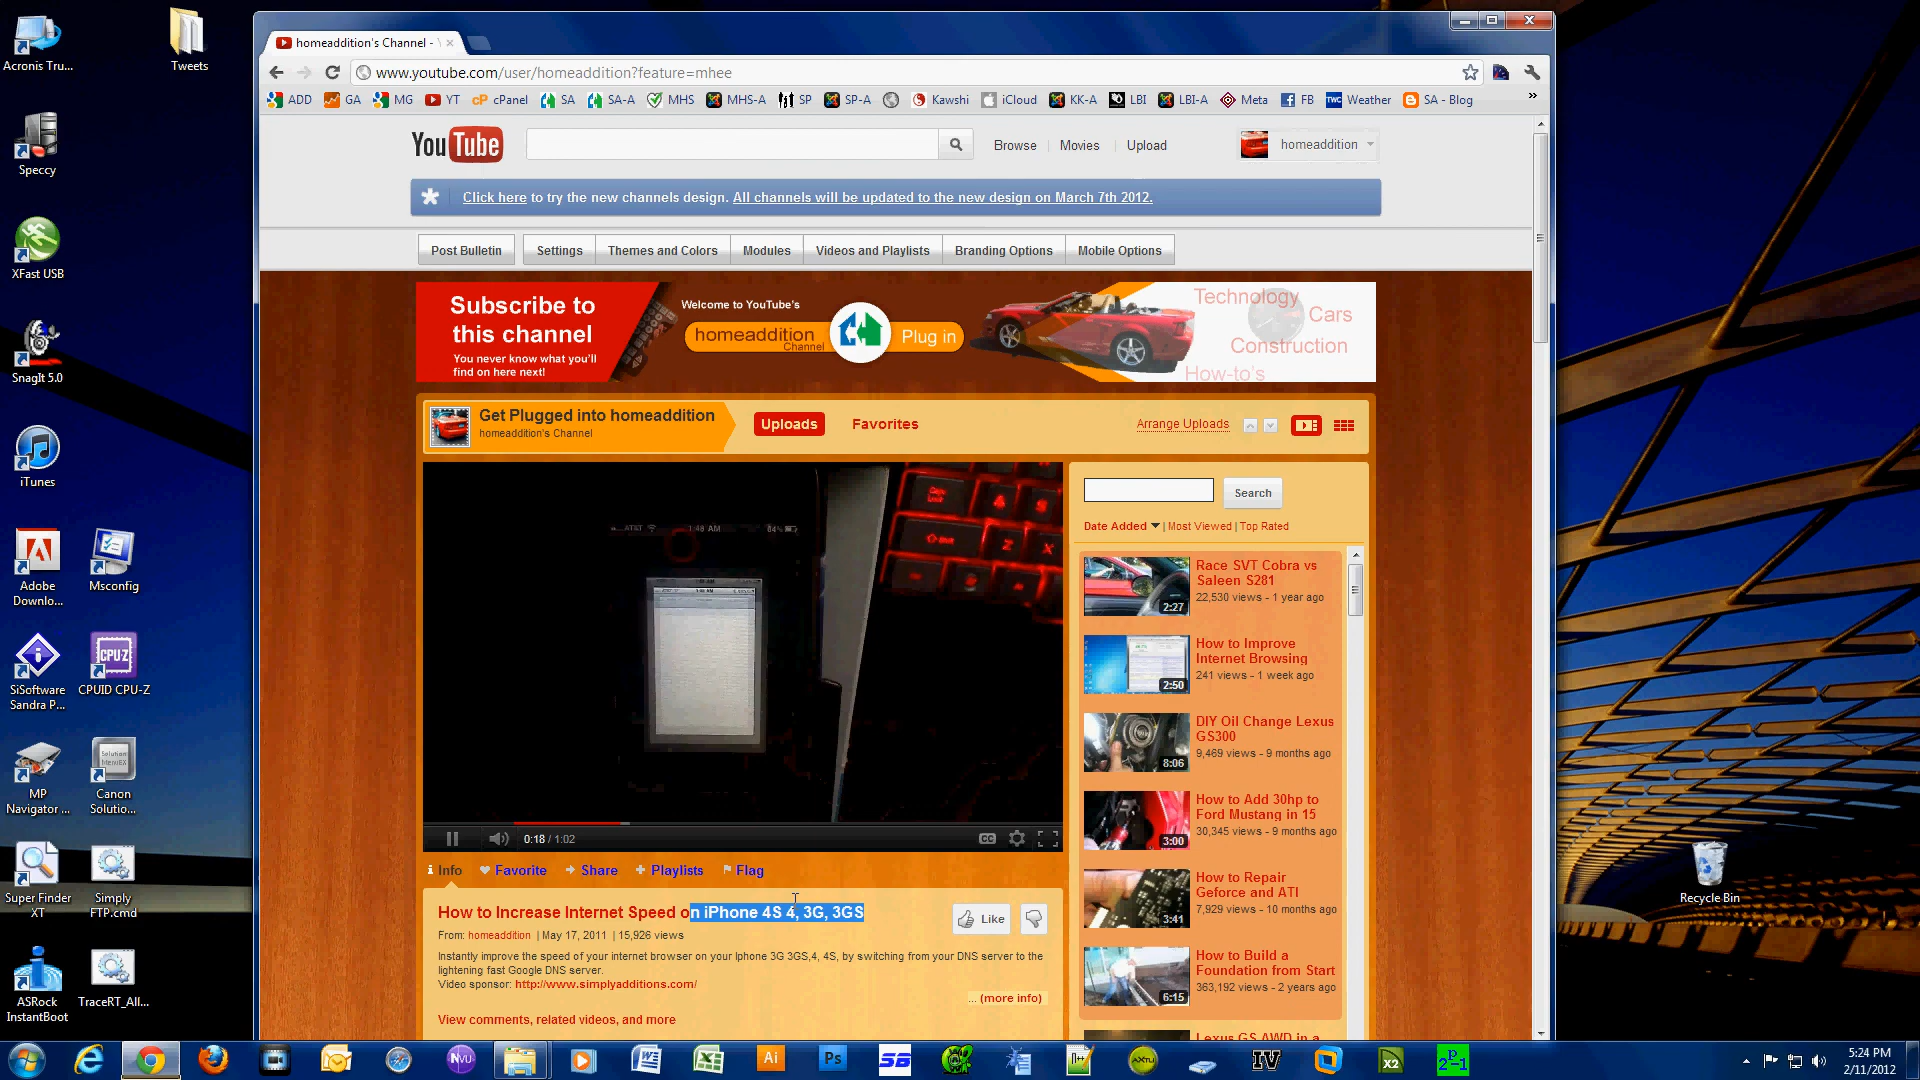 Acronis Tru...
Tweets
Speccy
XFast USB
SnagIt 5.0
iTunes
Adobe
Downlo...
Msconfig
SiSoftware
Sandra P...
CPUID CPU-Z
MP
Navigator ...
Canon
Solutio...
Super Finder
XT
Simply
FTP.cmd
ASRock
InstantBoot
TraceRT_All...
Recycle Bin
homeaddition's Channel -
www.youtube.com/user/homeaddition?feature=mhee
ADD GA MG YT cPanel SA SA-A MHS MHS-A SP SP-A Kawshi iCloud KK-A LBI LBI-A Meta FB Weather SA - Blog »
YouTube
Browse Movies Upload homeaddition
Click here to try the new channels design. All channels will be updated to the new design on March 7th 2012.
Post Bulletin Settings Themes and Colors Modules Videos and Playlists Branding Options Mobile Options
Subscribe to
this channel
You never know what you'll
find on here next!
Welcome to YouTube's
homeaddition
Channel
Plug in
Technology
Cars
Construction
How-to's
Get Plugged into homeaddition
homeaddition's Channel
Uploads Favorites Arrange Uploads
AT&T 1:48 AM 84%
Search
Date Added | Most Viewed | Top Rated
Race SVT Cobra vs
Saleen S281
22,530 views - 1 year ago
2:27
How to Improve
Internet Browsing
241 views - 1 week ago
2:50
DIY Oil Change Lexus
GS300
9,469 views - 9 months ago
8:06
How to Add 30hp to
Ford Mustang in 15
30,345 views - 9 months ago
3:00
How to Repair
Geforce and ATI
7,929 views - 10 months ago
3:41
How to Build a
Foundation from Start
363,192 views - 2 years ago
6:15
Lexus GS AWD in a
0:18 / 1:02 CC
Info Favorite Share Playlists Flag
How to Increase Internet Speed on iPhone 4S 4, 3G, 3GS
Like
From: homeaddition | May 17, 2011 | 15,926 views
Instantly improve the speed of your internet browser on your Iphone 3G 3GS,4, 4S, by switching from your DNS server to the
lightening fast Google DNS server.
Video sponsor: http://www.simplyadditions.com/
... (more info)
View comments, related videos, and more
5:24 PM
2/11/2012